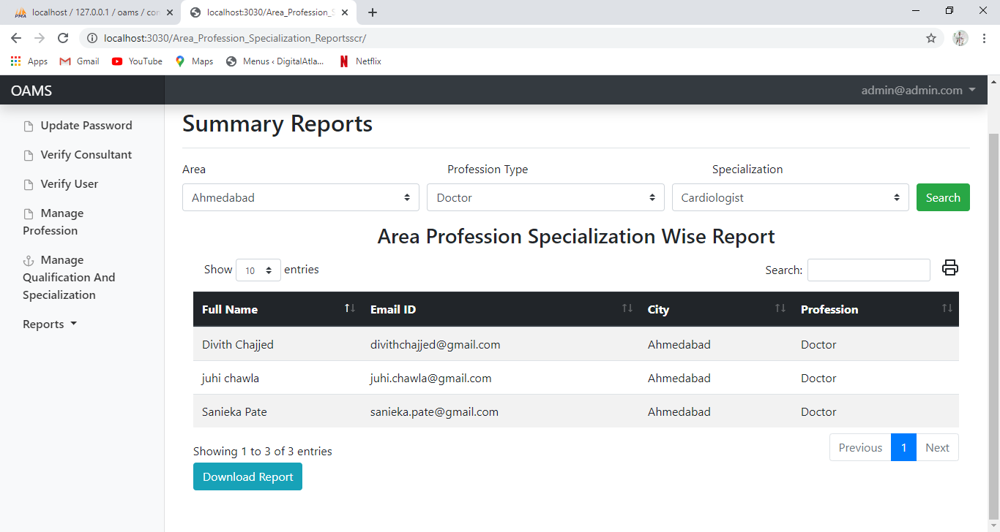 localhost / 127.0.0.1 / oams / con
localhost:3030/Area_Profession_S
localhost:3030/Area_Profession_Specialization_Reportsscr/
Apps Gmail YouTube Maps Menus ‹ DigitalAtla... Netflix
OAMS
admin@admin.com
Update Password
Verify Consultant
Verify User
Manage
Profession
Manage
Qualification And
Specialization
Reports
Summary Reports
Area Profession Type Specialization
Ahmedabad Doctor Cardiologist Search
Area Profession Specialization Wise Report
Show 10 entries Search:
Full Name Email ID City Profession
Divith Chajjed divithchajjed@gmail.com Ahmedabad Doctor
juhi chawla juhi.chawla@gmail.com Ahmedabad Doctor
Sanieka Pate sanieka.pate@gmail.com Ahmedabad Doctor
Showing 1 to 3 of 3 entries
Previous 1 Next
Download Report